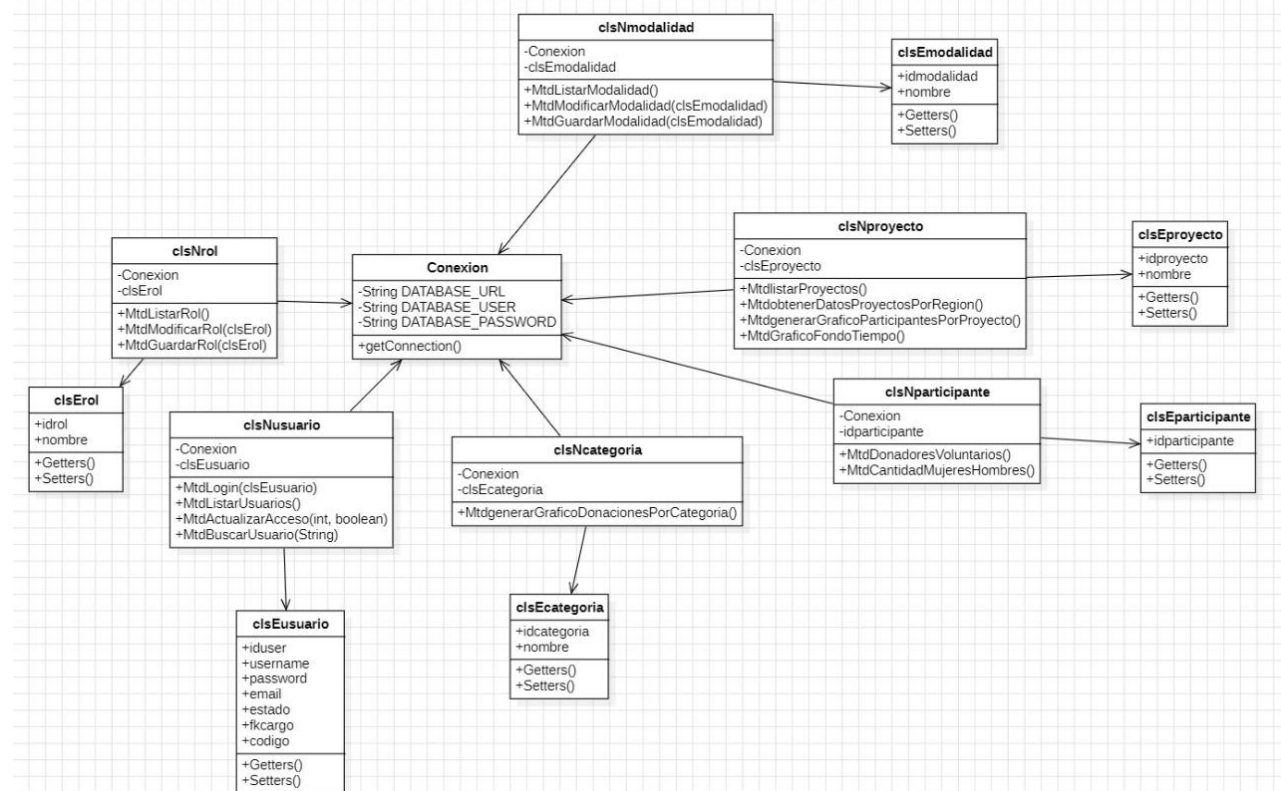 clsNmodalidad
-Conexion
-clsEmodalidad
+MtdListarModalidad()
+MtdModificarModalidad(clsEmodalidad)
+MtdGuardarModalidad(clsEmodalidad)
clsEmodalidad
+idmodalidad
+nombre
+Getters()
+Setters()
clsNrol
-Conexion
-clsErol
+MtdListarRol()
+MtdModificarRol(clsErol)
+MtdGuardarRol(clsErol)
Conexion
-String DATABASE_URL
-String DATABASE_USER
-String DATABASE_PASSWORD
+getConnection()
clsNproyecto
-Conexion
-clsEproyecto
+MtdlistarProyectos()
+MtdobtenerDatosProyectosPorRegion()
+MtdgenerarGraficoParticipantesPorProyecto()
+MtdGraficoFondoTiempo()
clsEproyecto
+idproyecto
+nombre
+Getters()
+Setters()
clsErol
+idrol
+nombre
+Getters()
+Setters()
clsNusuario
-Conexion
-clsEusuario
+MtdLogin(clsEusuario)
+MtdListarUsuarios()
+MtdActualizarAcceso(int, boolean)
+MtdBuscarUsuario(String)
clsNcategoria
-Conexion
-clsEcategoria
+MtdgenerarGraficoDonacionesPorCategoria()
clsNparticipante
-Conexion
-idparticipante
+MtdDonadoresVoluntarios()
+MtdCantidadMujeresHombres()
clsEparticipante
+idparticipante
+Getters()
+Setters()
clsEusuario
+iduser
+username
+password
+email
+estado
+fkcargo
+codigo
+Getters()
+Setters()
clsEcategoria
+idcategoria
+nombre
+Getters()
+Setters()